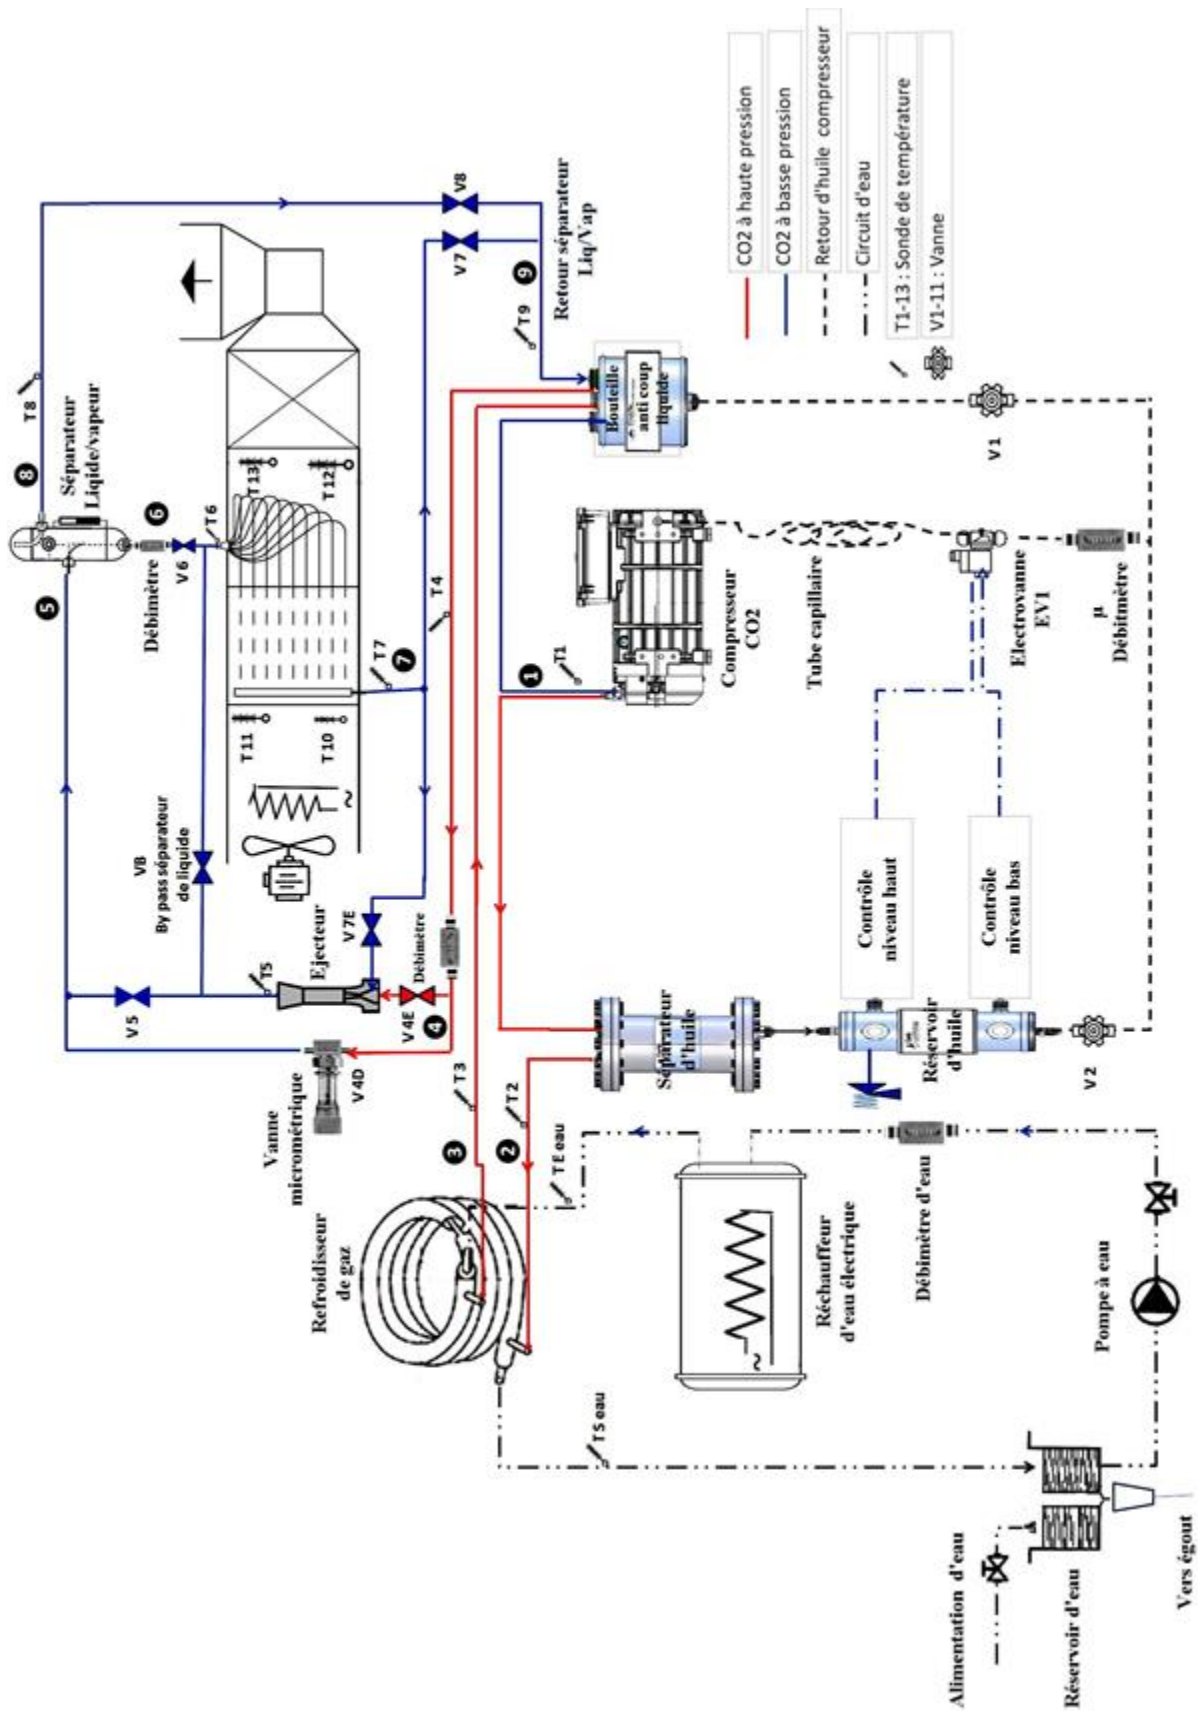 Séparateur
Liqide/vapeur
8
T8
5
Débimètre
6
V6
T6
T13
T12
T11
T10
T7
7
T4
VB
By pass séparateur
de liquide
V5
T5
Ejecteur
V7E
V4E
Débimètre
4
V4D
Vanne
micrométrique
V8
V7
9
T9
Retour séparateur
Liq/Vap
Bouteille
anti coup
liquide
T3
3
T2
2
TE eau
Refroidisseur
de gaz
1
T1
Compresseur
CO2
Séparateur
d'huile
Tube capillaire
V1
Electrovanne
EV1
µ
Débitmètre
Contrôle
niveau haut
Contrôle
niveau bas
Réservoir
d'huile
V2
Réchauffeur
d'eau électrique
Débimètre d'eau
Pompe à eau
TS eau
Alimentation d'eau
Réservoir d'eau
Vers égout
CO2 à haute pression
CO2 à basse pression
Retour d'huile compresseur
Circuit d'eau
T1-13 : Sonde de température
V1-11 : Vanne